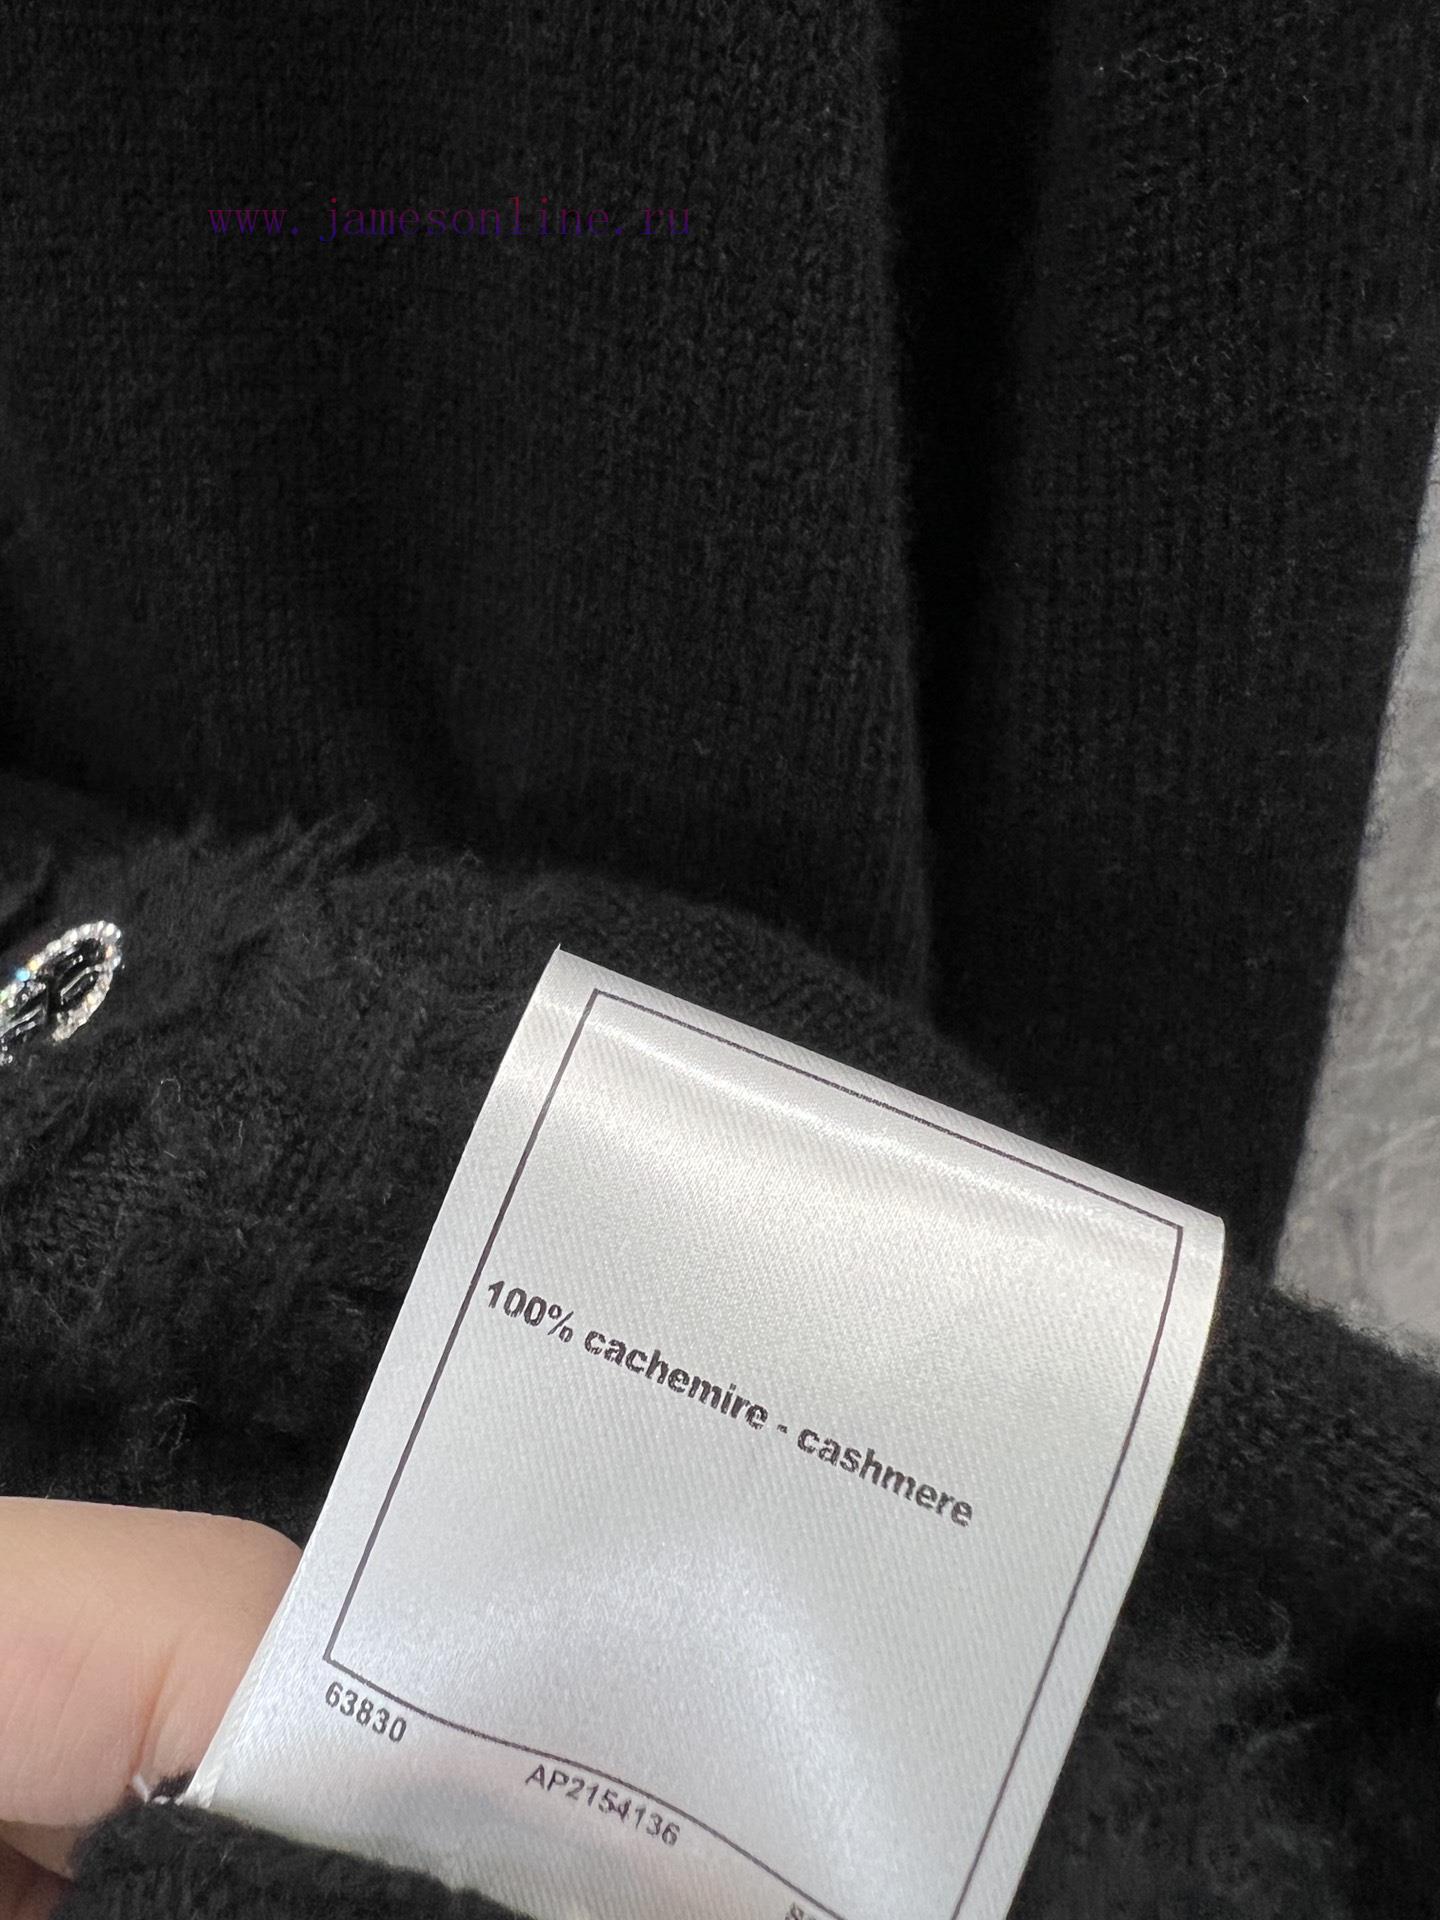 www.jamesonline.ru
100% cachemire - cashmere
63830
AP2154136